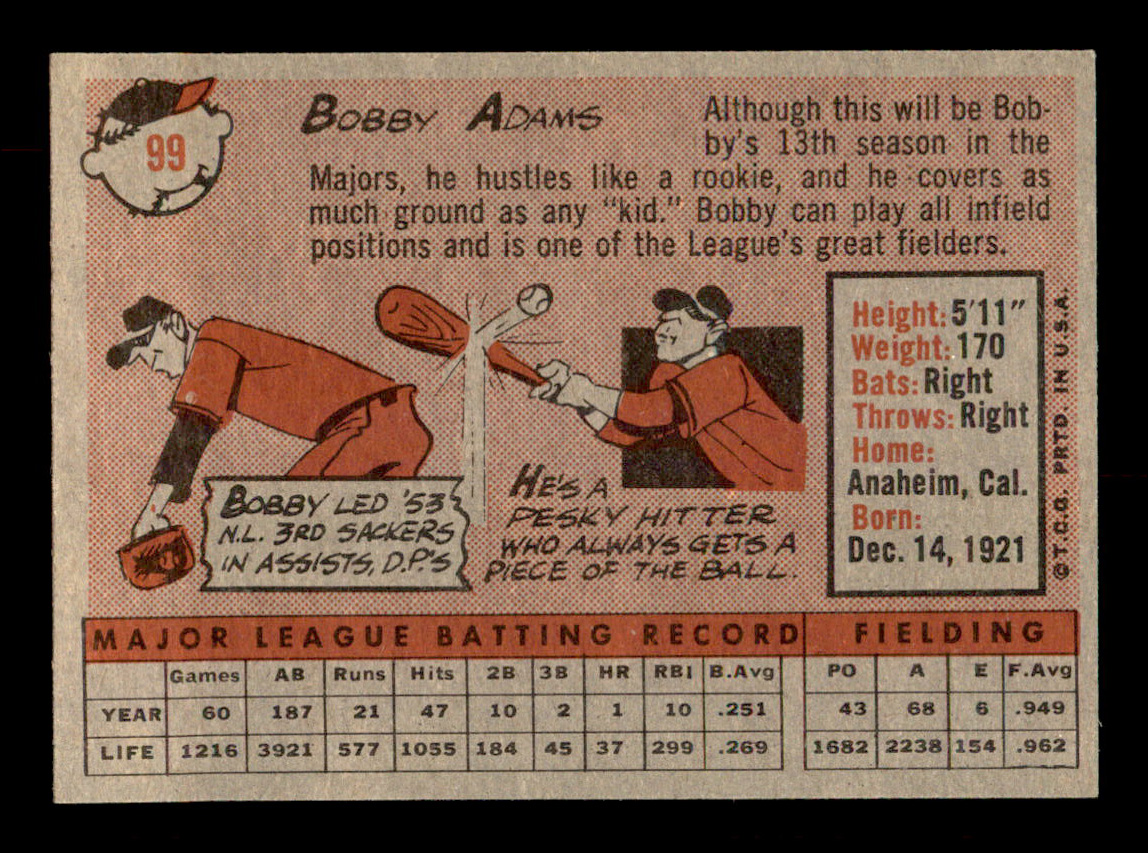 99
BOBBY ADAMS
Although this will be Bob-
by's 13th season in the
Majors, he hustles like a rookie, and he covers as
much ground as any "kid." Bobby can play all infield
positions and is one of the League's great fielders.
BOBBY LED '53
N.L. 3RD SACKERS
IN ASSISTS, D.P.'S
HE'S A
PESKY HITTER
WHO ALWAYS GETS A
PIECE OF THE BALL.
Height: 5'11"
Weight: 170
Bats: Right
Throws: Right
Home:
Anaheim, Cal.
Born:
Dec. 14, 1921
© T.C.G. PRTD. IN U.S.A.
MAJOR LEAGUE BATTING RECORD FIELDING
Games AB Runs Hits 2B 3B HR RBI B.Avg PO A E F.Avg
YEAR 60 187 21 47 10 2 1 10 .251 43 68 6 .949
LIFE 1216 3921 577 1055 184 45 37 299 .269 1682 2238 154 .962